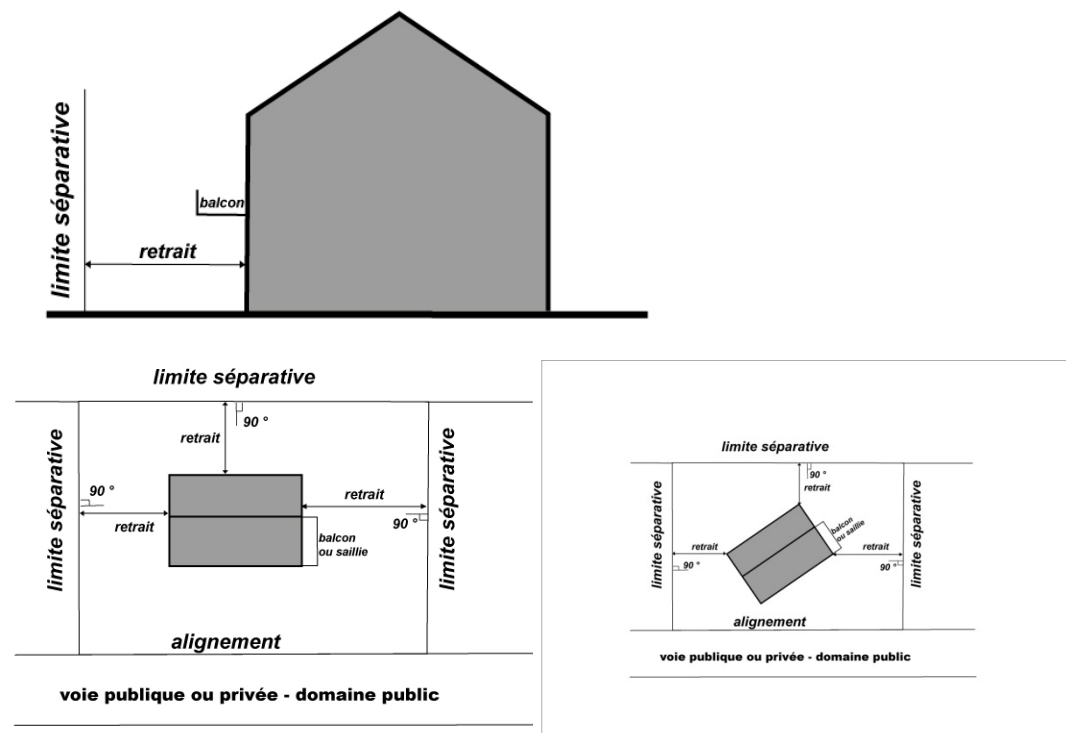 limite séparative
balcon
retrait
limite séparative
90 °
retrait
limite séparative
90 °
retrait
retrait
90 °
balcon
ou saillie
limite séparative
alignement
voie publique ou privée - domaine public
limite séparative
90 °
retrait
limite séparative
retrait
90 °
balcon
ou saillie
retrait
90 °
limite séparative
alignement
voie publique ou privée - domaine public